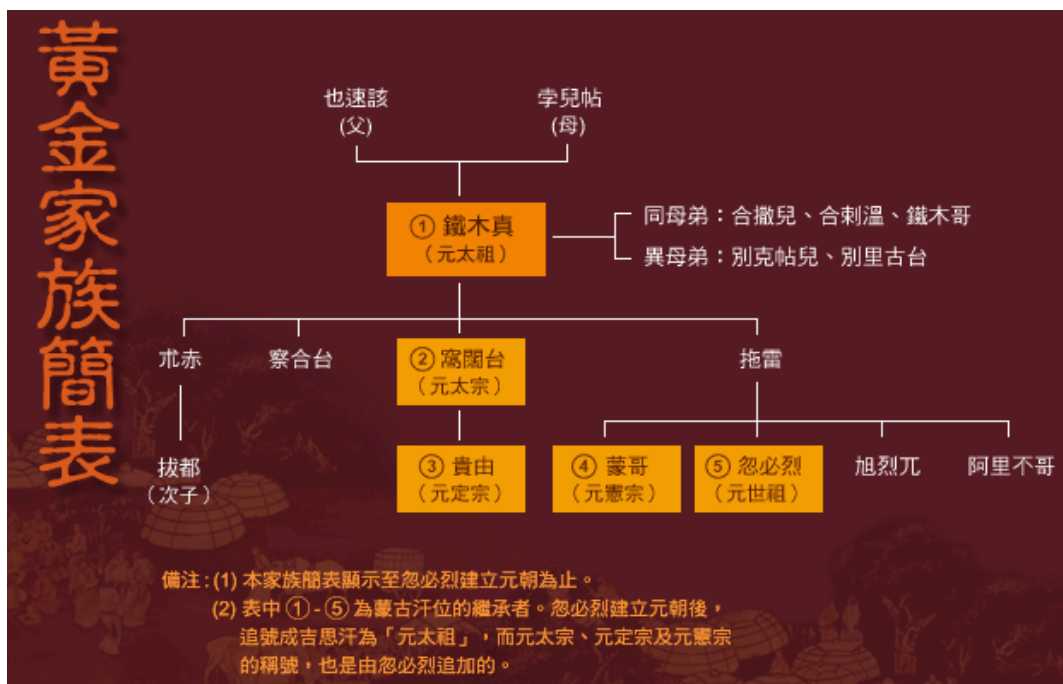 黃金家族簡表
也速該 孛兒帖
(父) (母)
① 鐵木真
(元太祖)
同母弟：合撒兒、合剌溫、鐵木哥
異母弟：別克帖兒、別里古台
朮赤 察合台 ② 窩闊台 拖雷
(元太宗)
拔都 ③ 貴由 ④ 蒙哥 ⑤ 忽必烈 旭烈兀 阿里不哥
(次子) (元定宗) (元憲宗) (元世祖)
備注：(1) 本家族簡表顯示至忽必烈建立元朝為止。
(2) 表中 ① - ⑤ 為蒙古汗位的繼承者。忽必烈建立元朝後，
追號成吉思汗為「元太祖」，而元太宗、元定宗及元憲宗
的稱號，也是由忽必烈追加的。